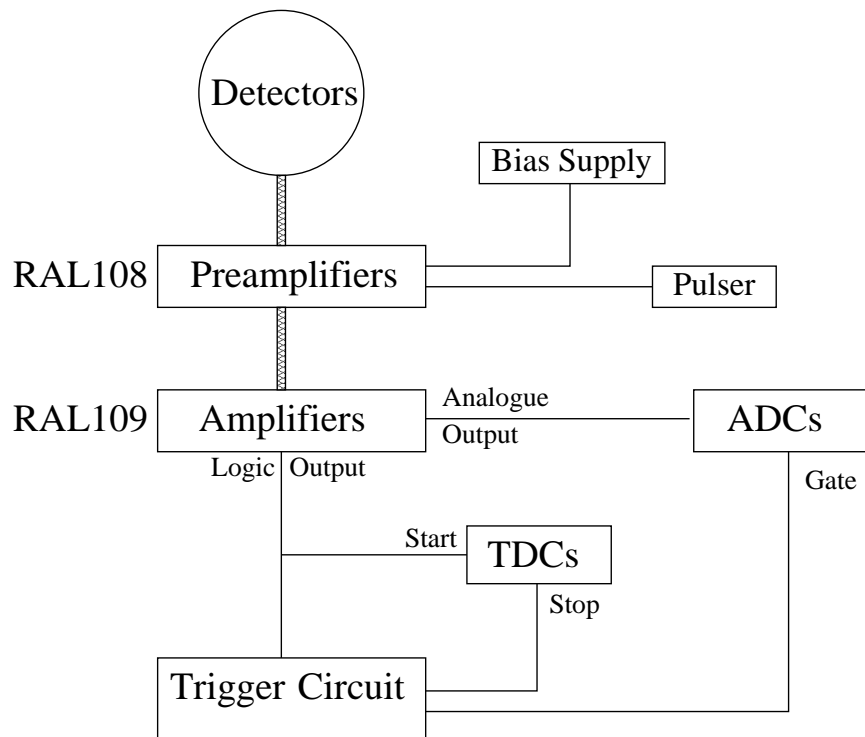 Detectors
Bias Supply
RAL108
Preamplifiers
Pulser
RAL109
Amplifiers
Analogue
Output
ADCs
Logic Output
Gate
Start
TDCs
Stop
Trigger Circuit